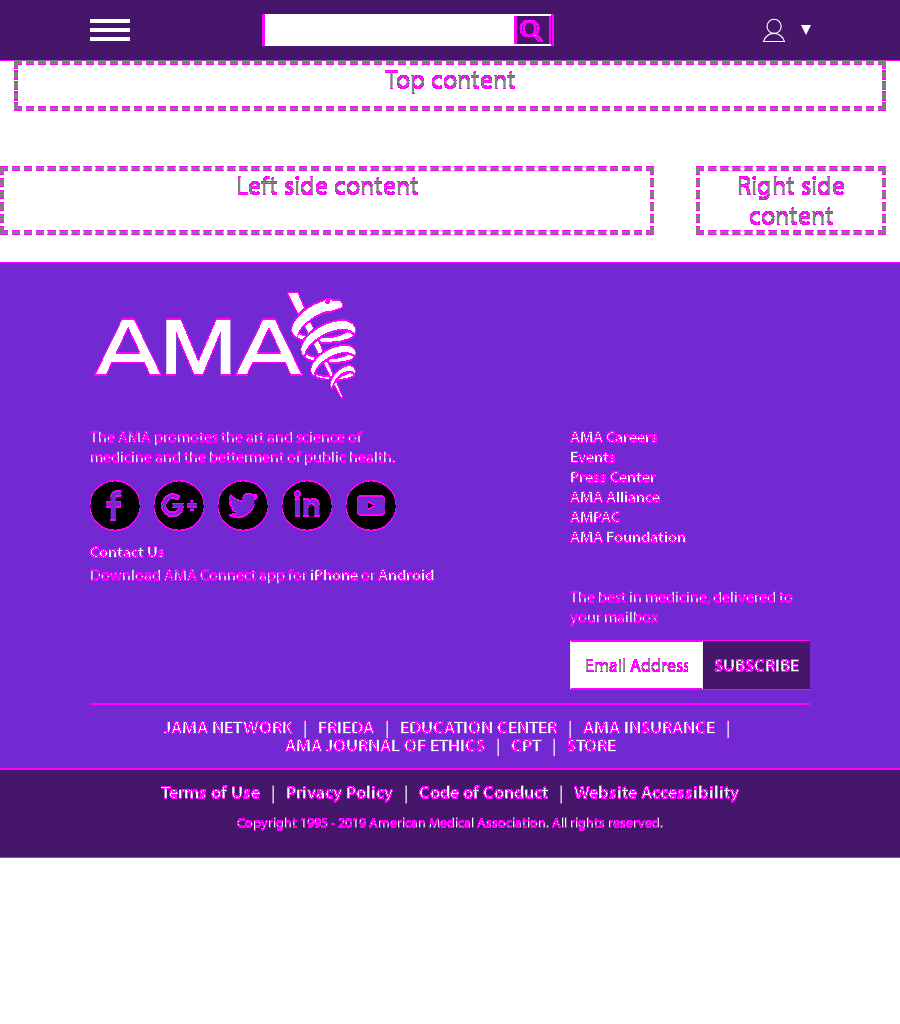 Top content
Left side content
Right side
content
AMA
The AMA promotes the art and science of
medicine and the betterment of public health.
Contact Us
Download AMA Connect app for iPhone or Android
AMA Careers
Events
Press Center
AMA Alliance
AMPAC
AMA Foundation
The best in medicine, delivered to
your mailbox
Email Address SUBSCRIBE
JAMA NETWORK | FRIEDA | EDUCATION CENTER | AMA INSURANCE |
AMA JOURNAL OF ETHICS | CPT | STORE
Terms of Use | Privacy Policy | Code of Conduct | Website Accessibility
Copyright 1995 - 2019 American Medical Association. All rights reserved.